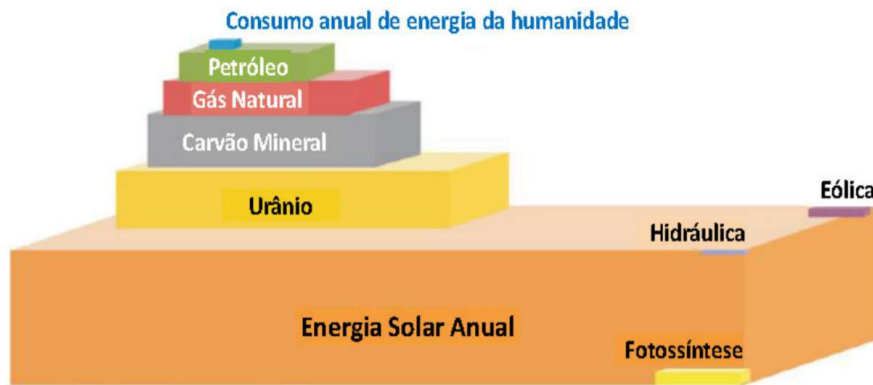 Consumo anual de energia da humanidade
Petróleo
Gás Natural
Carvão Mineral
Urânio
Eólica
Hidráulica
Energia Solar Anual
Fotossíntese